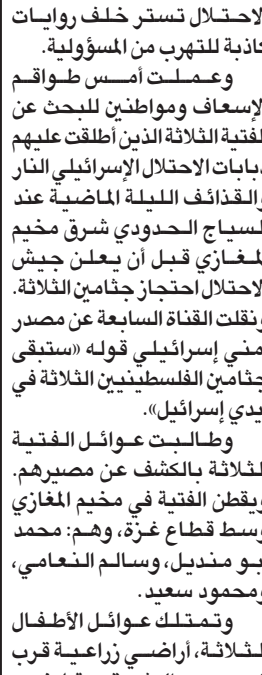 الاحتلال تستر خلف روايات
كاذبة للتهرب من المسؤولية.
وعملت أمس طواقم
الإسعاف ومواطنين للبحث عن
الفتية الثلاثة الذين أطلقت عليهم
دبابات الاحتلال الإسرائيلي النار
والقذائف الليلة الماضية عند
السياج الحدودي شرق مخيم
المغازي قبل أن يعلن جيش
الاحتلال احتجاز جثامين الثلاثة.
ونقلت القناة السابعة عن مصدر
أمني إسرائيلي قوله «ستبقى
جثامين الفلسطينيين الثلاثة في
يدي إسرائيل».
وطالبت عوائل الفتية
الثلاثة بالكشف عن مصيرهم.
ويقطن الفتية في مخيم المغازي
وسط قطاع غزة، وهم: محمد
أبو منديل، وسالم النعامي،
ومحمود سعيد.
وتمتلك عوائل الأطفال
الثلاثة، أراضي زراعية قرب